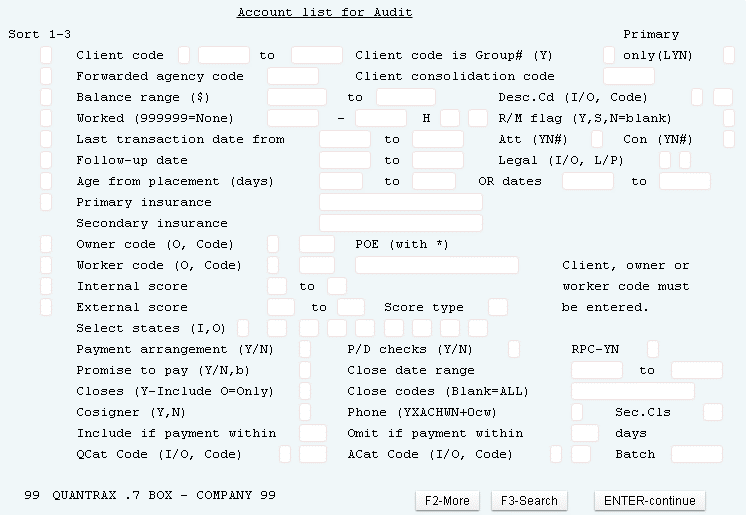 Account list for Audit
Sort 1-3 Primary
Client code to Client code is Group# (Y) only(LYN)
Forwarded agency code Client consolidation code
Balance range ($) to Desc.Cd (I/O, Code)
Worked (999999=None) - H R/M flag (Y,S,N=blank)
Last transaction date from to Att (YN#) Con (YN#)
Follow-up date to Legal (I/O, L/P)
Age from placement (days) to OR dates to
Primary insurance
Secondary insurance
Owner code (O, Code) POE (with *)
Worker code (O, Code) Client, owner or
Internal score to worker code must
External score to Score type be entered.
Select states (I,O)
Payment arrangement (Y/N) P/D checks (Y/N) RPC-YN
Promise to pay (Y/N,b) Close date range to
Closes (Y-Include O=Only) Close codes (Blank=ALL)
Cosigner (Y,N) Phone (YXACHWN+0cw) Sec.Cls
Include if payment within Omit if payment within days
QCat Code (I/O, Code) ACat Code (I/O, Code) Batch
99 QUANTRAX .7 BOX - COMPANY 99 F2-More F3-Search ENTER-continue